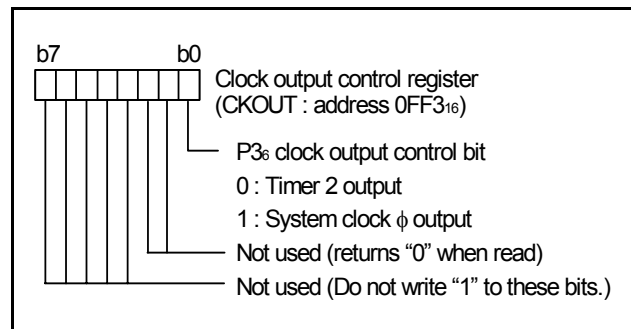 b7 b0
Clock output control register
(CKOUT : address 0FF3₁₆)
P3₆ clock output control bit
0 : Timer 2 output
1 : System clock ϕ output
Not used (returns “0” when read)
Not used (Do not write “1” to these bits.)